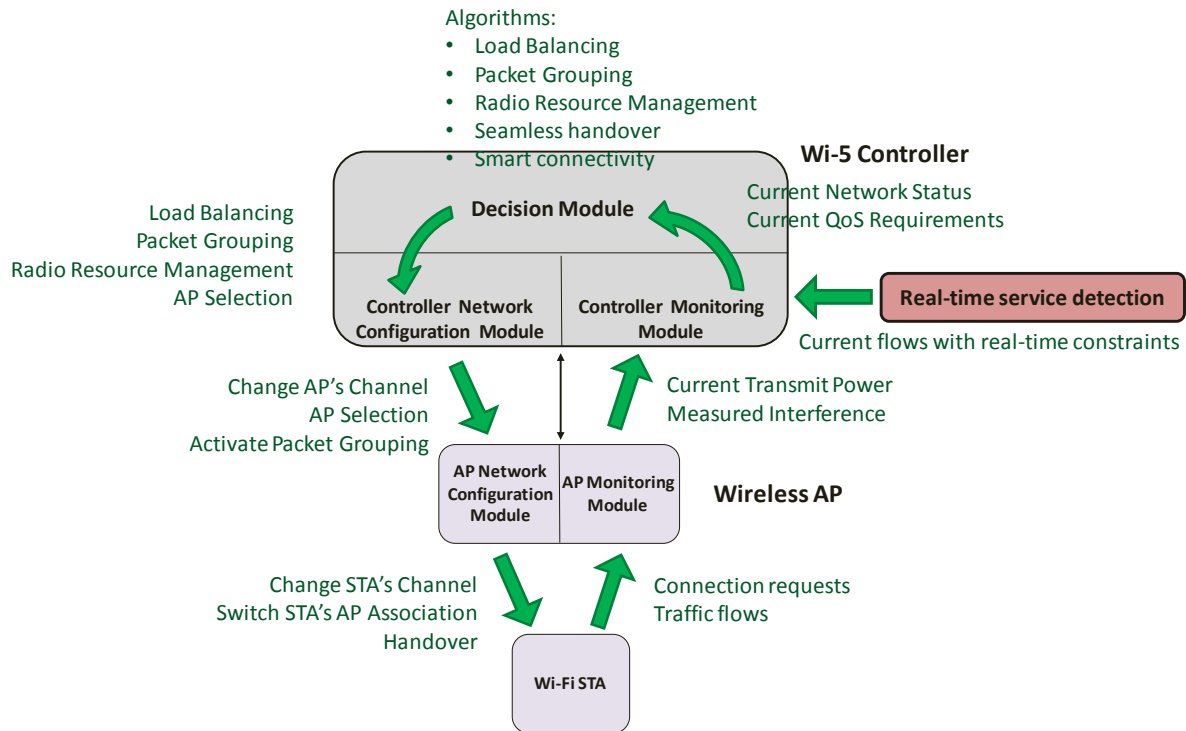 Algorithms:
• Load Balancing
• Packet Grouping
• Radio Resource Management
• Seamless handover
• Smart connectivity
Wi-5 Controller
Current Network Status
Current QoS Requirements
Decision Module
Load Balancing
Packet Grouping
Radio Resource Management
AP Selection
Controller Network
Configuration Module
Controller Monitoring
Module
Real-time service detection
Current flows with real-time constraints
Change AP's Channel
AP Selection
Activate Packet Grouping
Current Transmit Power
Measured Interference
AP Network
Configuration
Module
AP Monitoring
Module
Wireless AP
Change STA's Channel
Switch STA's AP Association
Handover
Connection requests
Traffic flows
Wi-Fi STA